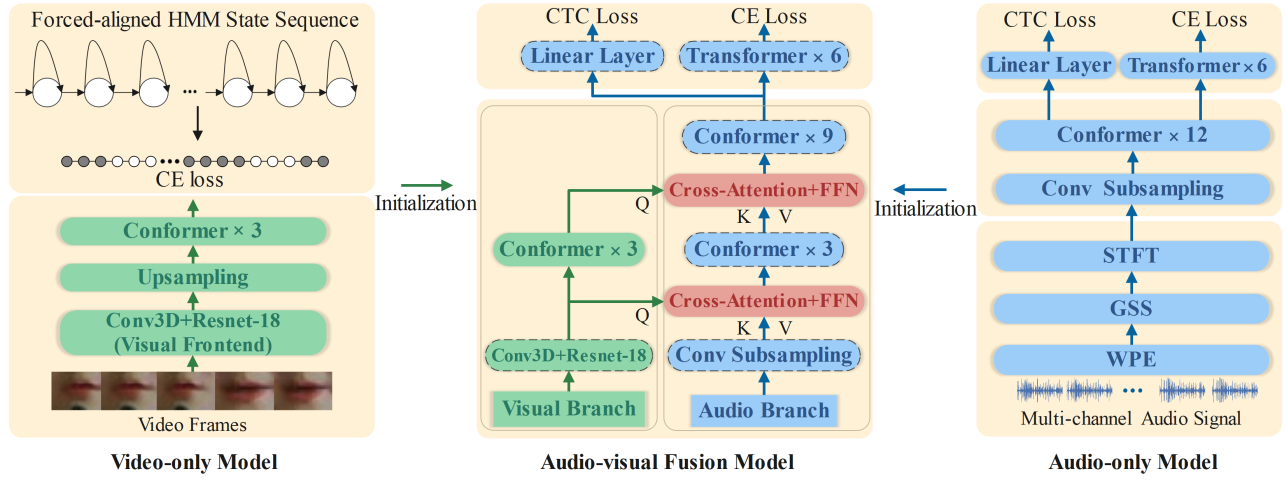 Forced-aligned HMM State Sequence
...
...
CE loss
Conformer × 3
Upsampling
Conv3D+Resnet-18
(Visual Frontend)
Video Frames
Video-only Model
Initialization
CTC Loss
CE Loss
Linear Layer
Transformer × 6
Conformer × 9
Cross-Attention+FFN
Q
K V
Conformer × 3
Conformer × 3
Cross-Attention+FFN
Q
K V
Conv3D+Resnet-18
Conv Subsampling
Visual Branch
Audio Branch
Audio-visual Fusion Model
Initialization
CTC Loss
CE Loss
Linear Layer
Transformer × 6
Conformer × 12
Conv Subsampling
STFT
GSS
WPE
...
Multi-channel Audio Signal
Audio-only Model